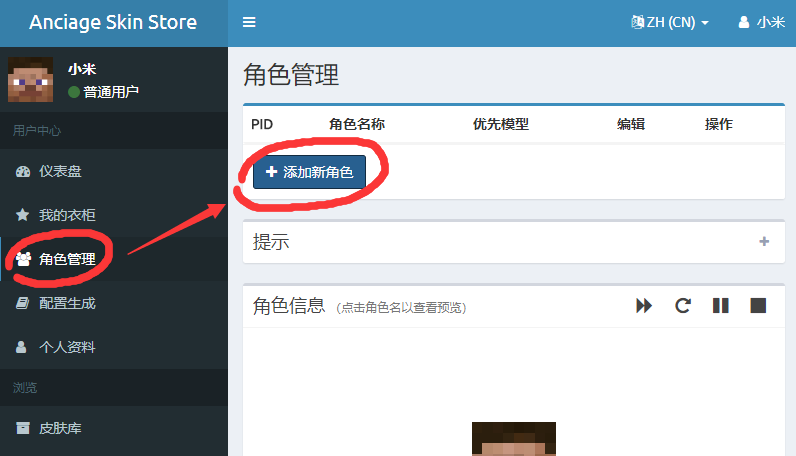 Anciage Skin Store
ZH (CN)
小米
小米
普通用户
用户中心
仪表盘
我的衣柜
角色管理
配置生成
个人资料
浏览
皮肤库
角色管理
PID 角色名称 优先模型 编辑 操作
添加新角色
提示
角色信息 (点击角色名以查看预览)